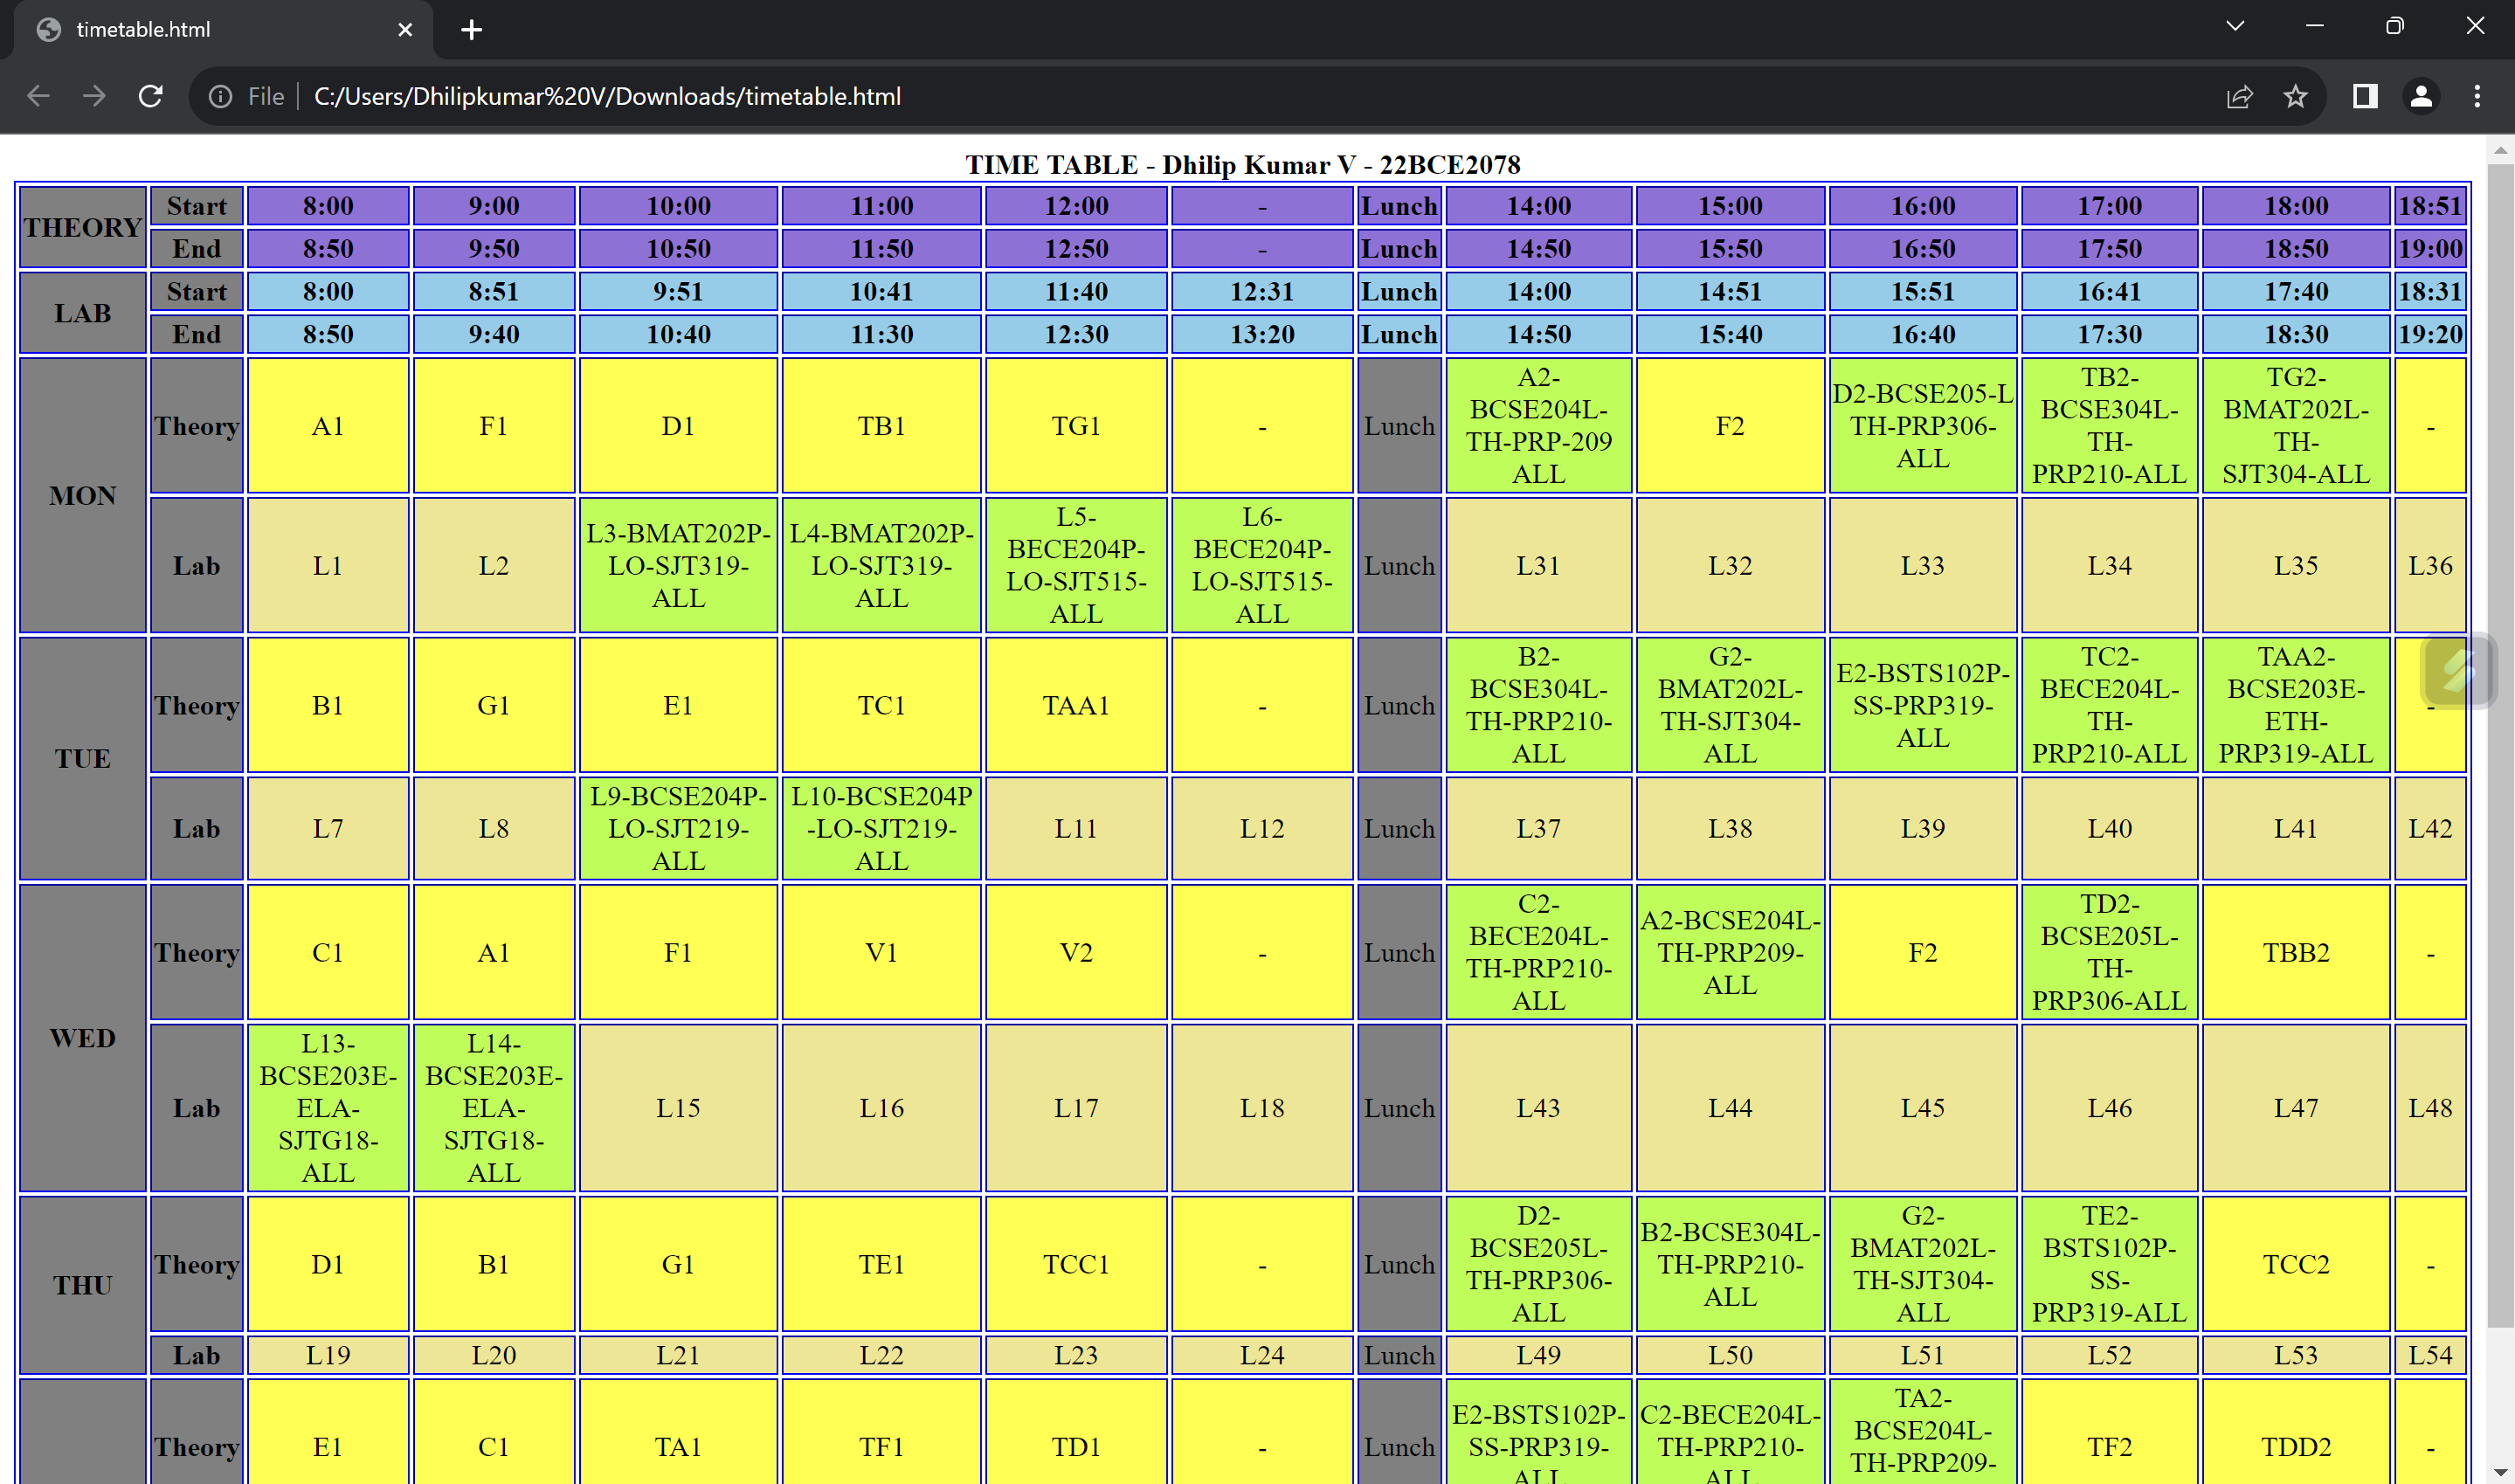 timetable.html
File C:/Users/Dhilipkumar%20V/Downloads/timetable.html
TIME TABLE - Dhilip Kumar V - 22BCE2078
THEORY Start 8:00 9:00 10:00 11:00 12:00 - Lunch 14:00 15:00 16:00 17:00 18:00 18:51
End 8:50 9:50 10:50 11:50 12:50 - Lunch 14:50 15:50 16:50 17:50 18:50 19:00
LAB Start 8:00 8:51 9:51 10:41 11:40 12:31 Lunch 14:00 14:51 15:51 16:41 17:40 18:31
End 8:50 9:40 10:40 11:30 12:30 13:20 Lunch 14:50 15:40 16:40 17:30 18:30 19:20
MON
Theory
A1
F1
D1
TB1
TG1
-
Lunch
A2-
BCSE204L-
TH-PRP-209
ALL
F2
D2-BCSE205-L
TH-PRP306-
ALL
TB2-
BCSE304L-
TH-
PRP210-ALL
TG2-
BMAT202L-
TH-
SJT304-ALL
-
Lab
L1
L2
L3-BMAT202P-
LO-SJT319-
ALL
L4-BMAT202P-
LO-SJT319-
ALL
L5-
BECE204P-
LO-SJT515-
ALL
L6-
BECE204P-
LO-SJT515-
ALL
Lunch
L31
L32
L33
L34
L35
L36
TUE
Theory
B1
G1
E1
TC1
TAA1
-
Lunch
B2-
BCSE304L-
TH-PRP210-
ALL
G2-
BMAT202L-
TH-SJT304-
ALL
E2-BSTS102P-
SS-PRP319-
ALL
TC2-
BECE204L-
TH-
PRP210-ALL
TAA2-
BCSE203E-
ETH-
PRP319-ALL
-
Lab
L7
L8
L9-BCSE204P-
LO-SJT219-
ALL
L10-BCSE204P
-LO-SJT219-
ALL
L11
L12
Lunch
L37
L38
L39
L40
L41
L42
WED
Theory
C1
A1
F1
V1
V2
-
Lunch
C2-
BECE204L-
TH-PRP210-
ALL
A2-BCSE204L-
TH-PRP209-
ALL
F2
TD2-
BCSE205L-
TH-
PRP306-ALL
TBB2
-
Lab
L13-
BCSE203E-
ELA-
SJTG18-
ALL
L14-
BCSE203E-
ELA-
SJTG18-
ALL
L15
L16
L17
L18
Lunch
L43
L44
L45
L46
L47
L48
THU
Theory
D1
B1
G1
TE1
TCC1
-
Lunch
D2-
BCSE205L-
TH-PRP306-
ALL
B2-BCSE304L-
TH-PRP210-
ALL
G2-
BMAT202L-
TH-SJT304-
ALL
TE2-
BSTS102P-
SS-
PRP319-ALL
TCC2
-
Lab
L19
L20
L21
L22
L23
L24
Lunch
L49
L50
L51
L52
L53
L54
Theory
E1
C1
TA1
TF1
TD1
-
Lunch
E2-BSTS102P-
SS-PRP319-
ALL
C2-BECE204L-
TH-PRP210-
ALL
TA2-
BCSE204L-
TH-PRP209-
TF2
TDD2
-